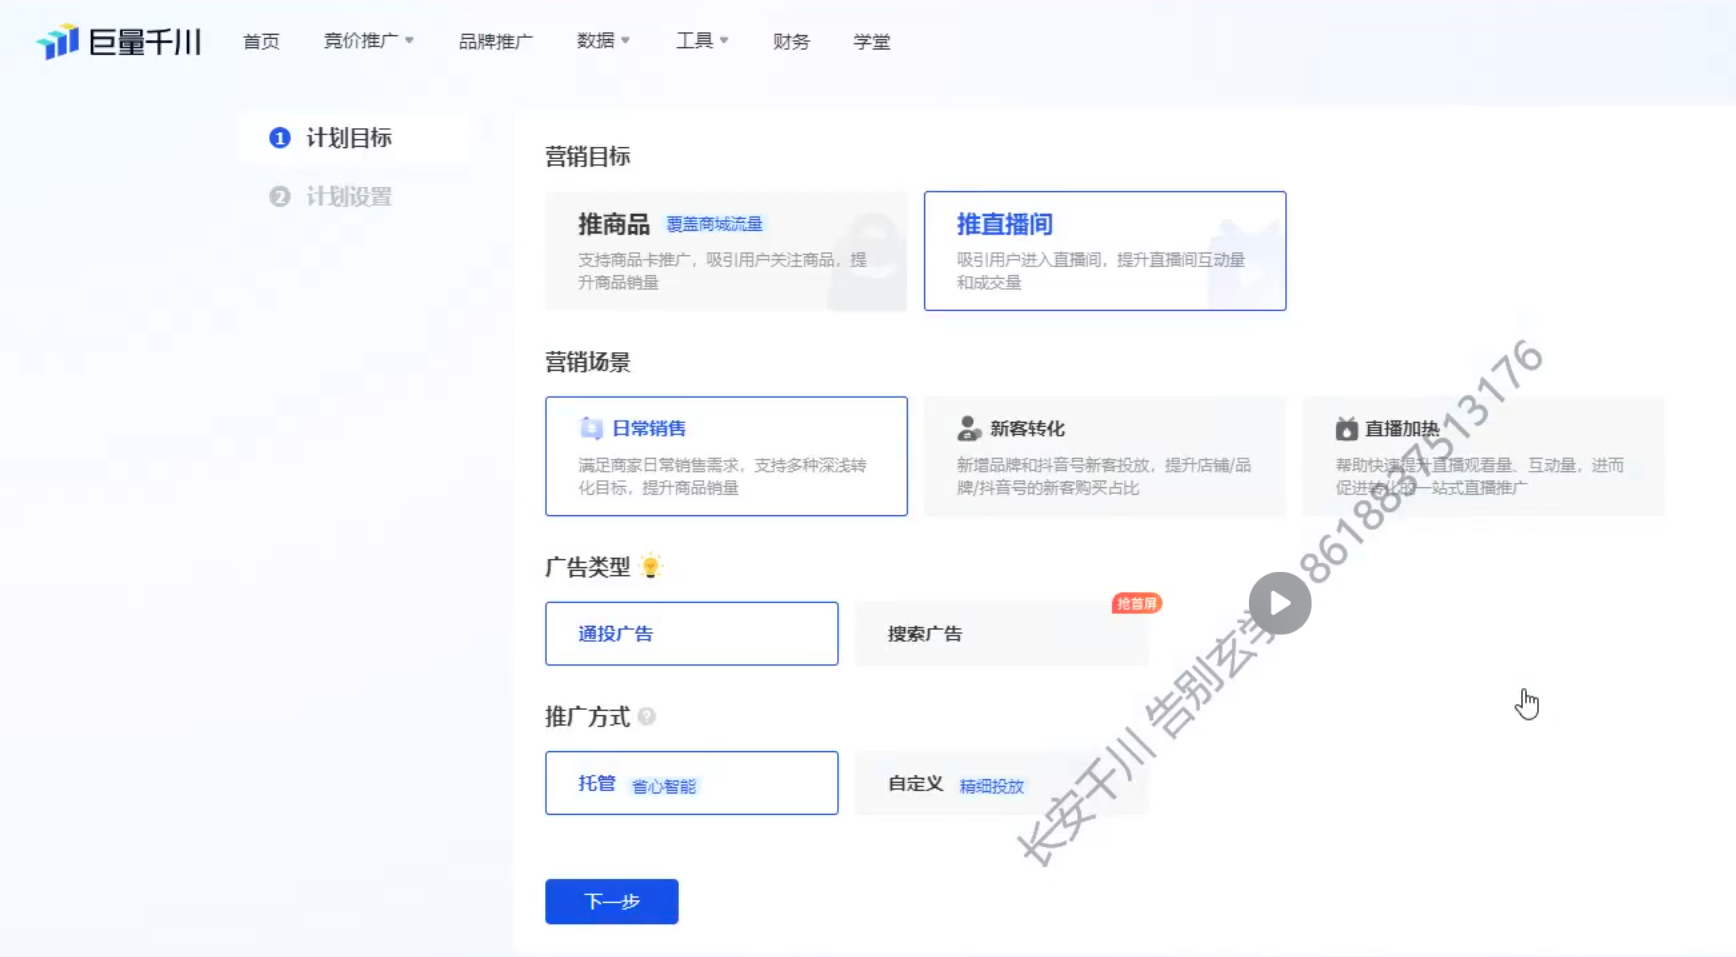 巨量千川
首页 竞价推广 品牌推广 数据 工具 财务 学堂
1 计划目标
2 计划设置
营销目标
推商品 覆盖商城流量
支持商品卡推广，吸引用户关注商品，提
升商品销量
推直播间
吸引用户进入直播间，提升直播间互动量
和成交量
营销场景
日常销售
满足商家日常销售需求，支持多种深浅转
化目标，提升商品销量
新客转化
新增品牌和抖音号新客投放，提升店铺/品
牌/抖音号的新客购买占比
直播加热
帮助快速提升直播观看量、互动量，进而
促进转化的一站式直播推广
广告类型
通投广告
搜索广告
抢首屏
推广方式
托管 省心智能
自定义 精细投放
下一步
长安千川 告别玄学 8618837513176